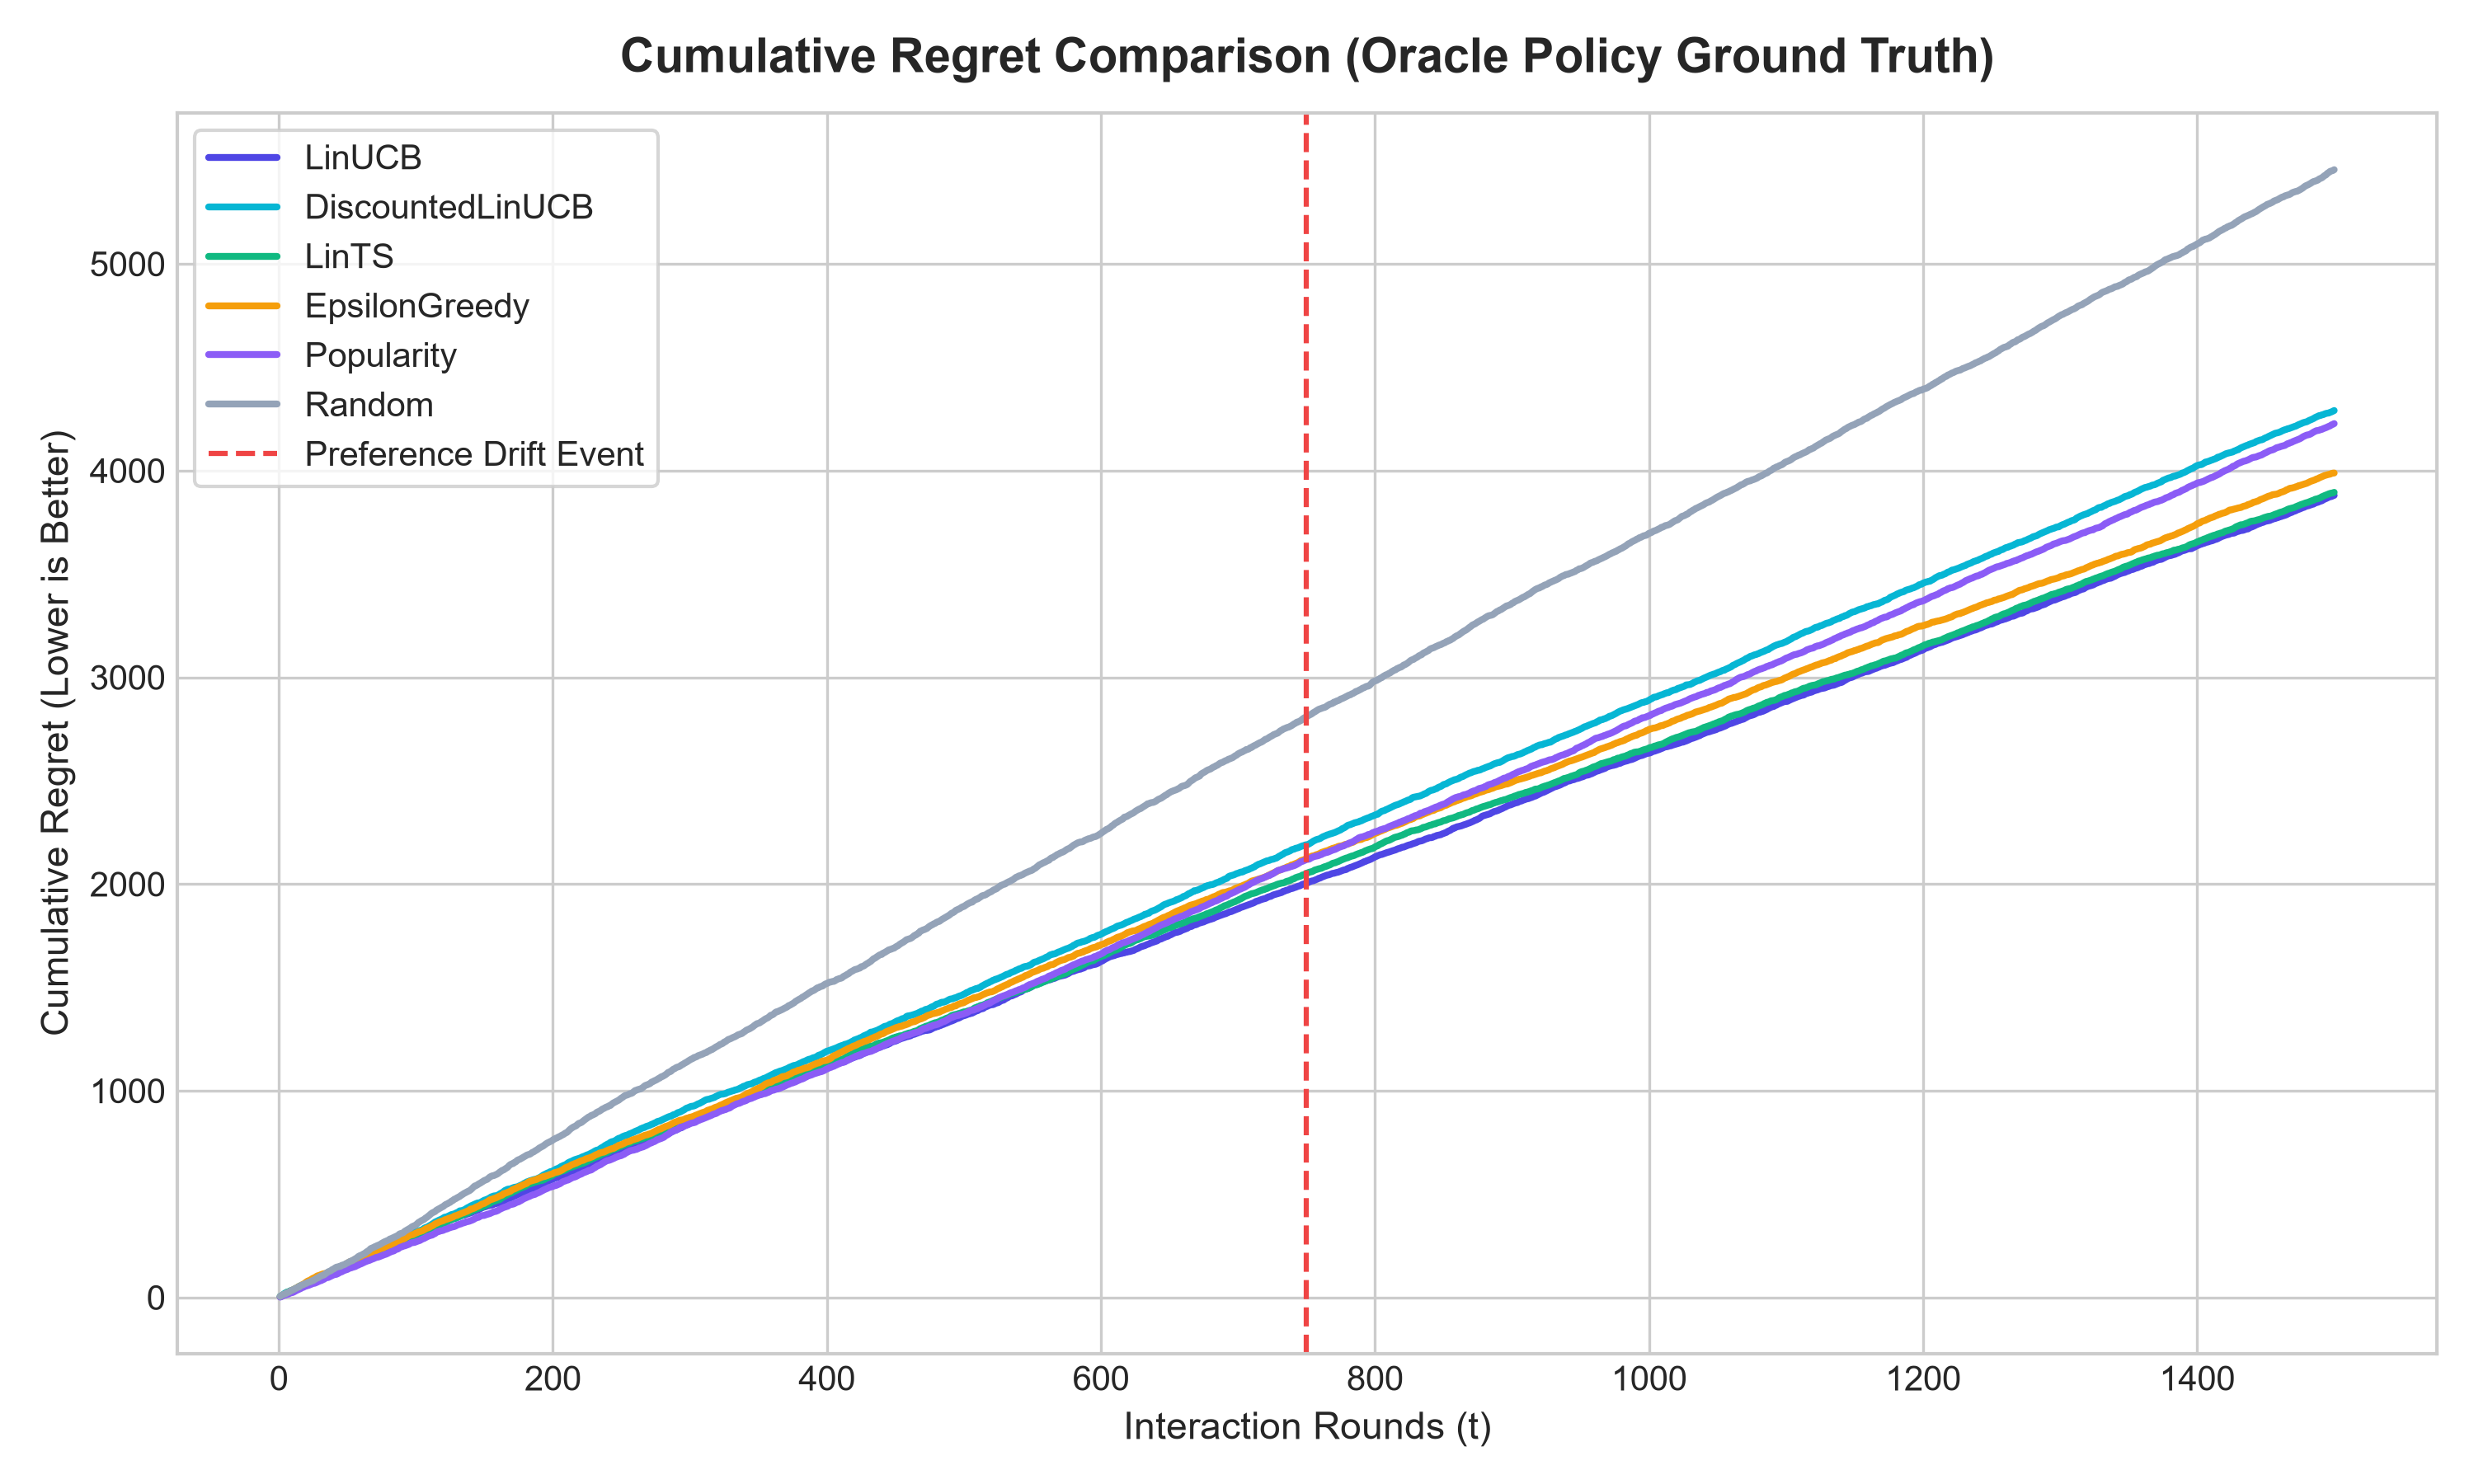 Cumulative Regret Comparison (Oracle Policy Ground Truth)
LinUCB
DiscountedLinUCB
LinTS
EpsilonGreedy
Popularity
Random
Preference Drift Event
Cumulative Regret (Lower is Better)
5000
4000
3000
2000
1000
0
0 200 400 600 800 1000 1200 1400
Interaction Rounds (t)